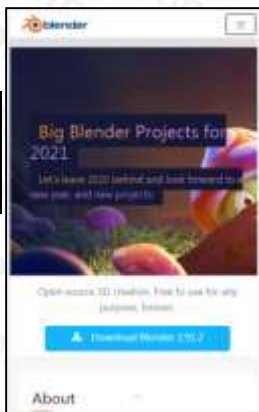 blender
Big Blender Projects for
2021
Let's leave 2020 behind and look forward to a
new year, and new projects.
Open source 3D creation. Free to use for any
purpose, forever.
Download Blender 2.91.2
About